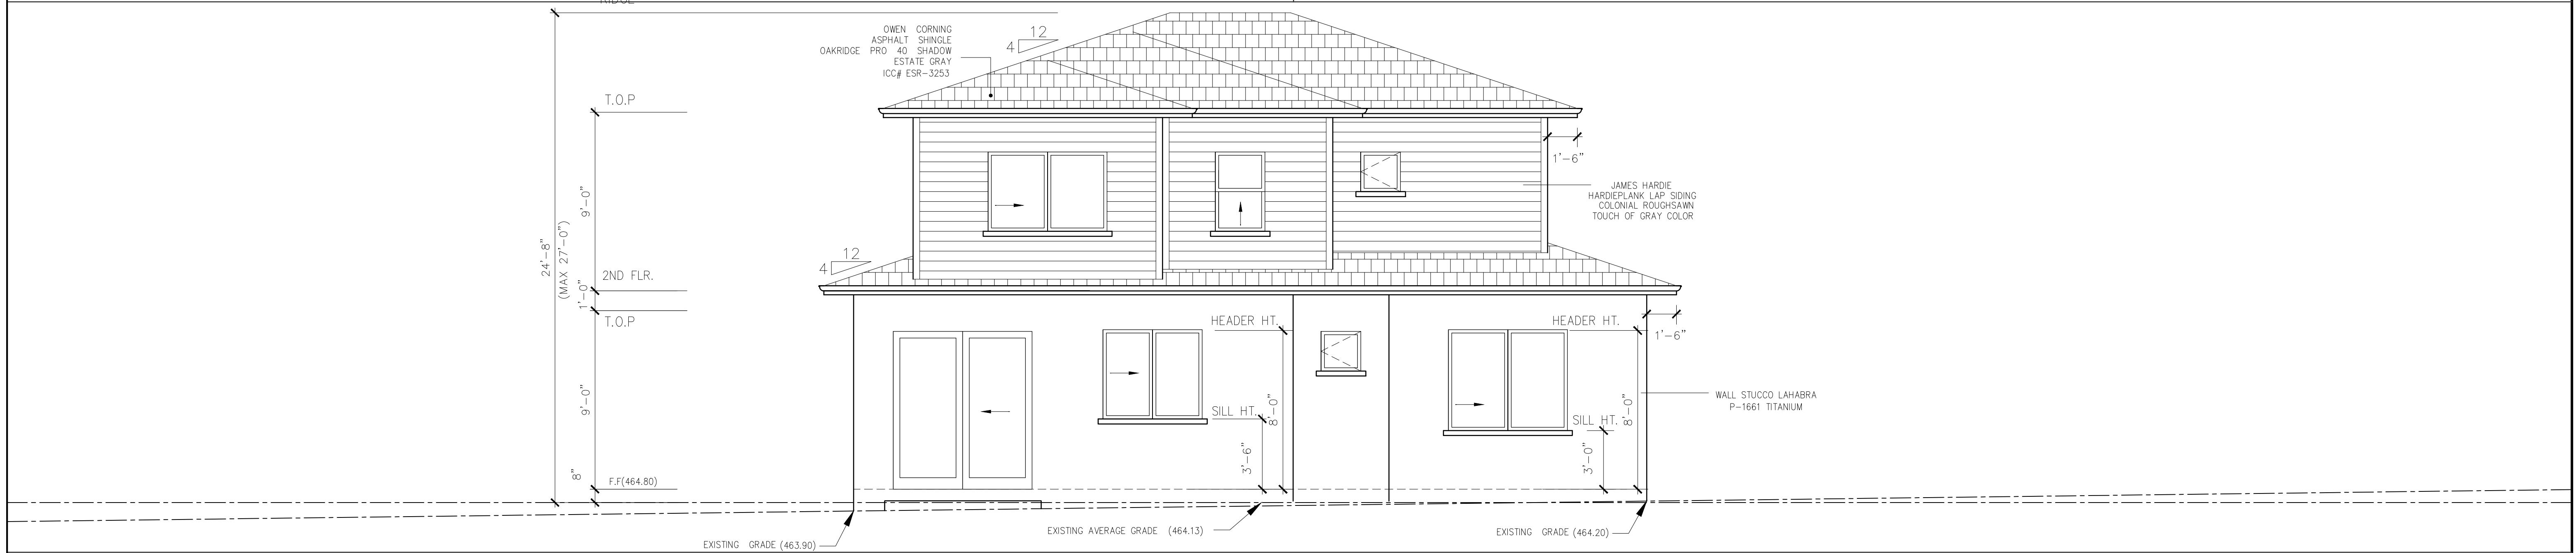 RIDGE
OWEN CORNING
ASPHALT SHINGLE
OAKRIDGE PRO 40 SHADOW
ESTATE GRAY
ICC# ESR-3253
12
4
T.O.P
9'-0"
24'-8"
(MAX 27'-0")
1'-6"
JAMES HARDIE
HARDIEPLANK LAP SIDING
COLONIAL ROUGHSAWN
TOUCH OF GRAY COLOR
12
4
2ND FLR.
1'-0"
T.O.P
HEADER HT.
HEADER HT.
1'-6"
9'-0"
SILL HT.
8'-0"
3'-6"
SILL HT.
8'-0"
3'-0"
WALL STUCCO LAHABRA
P-1661 TITANIUM
8"
F.F(464.80)
EXISTING GRADE (463.90)
EXISTING AVERAGE GRADE (464.13)
EXISTING GRADE (464.20)